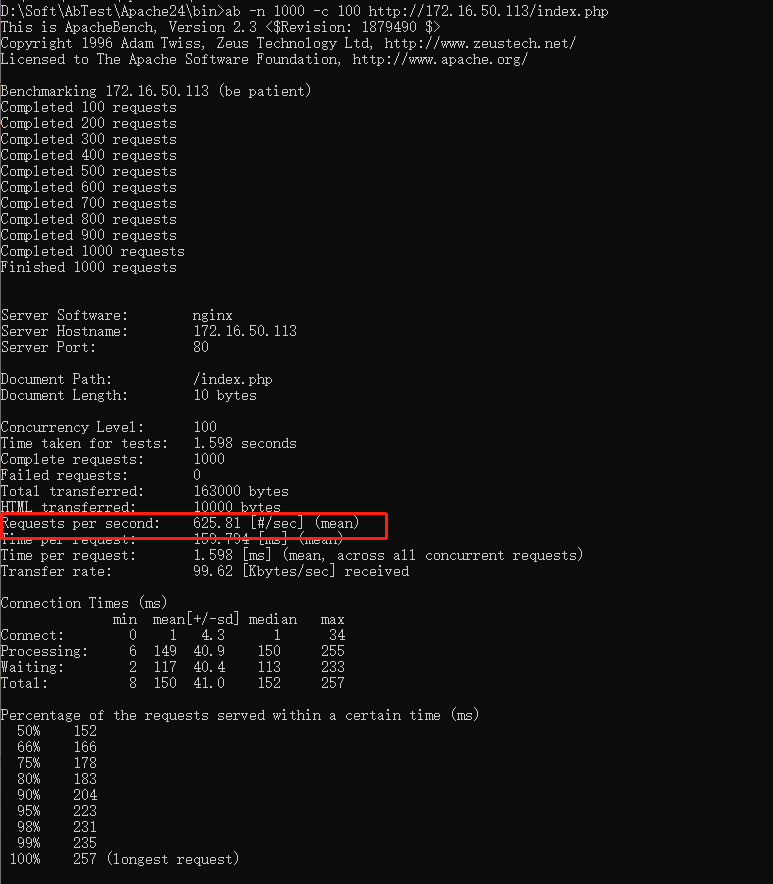 D:\Soft\AbTest\Apache24\bin>ab -n 1000 -c 100 http://172.16.50.113/index.php
This is ApacheBench, Version 2.3 <$Revision: 1879490 $>
Copyright 1996 Adam Twiss, Zeus Technology Ltd, http://www.zeustech.net/
Licensed to The Apache Software Foundation, http://www.apache.org/
Benchmarking 172.16.50.113 (be patient)
Completed 100 requests
Completed 200 requests
Completed 300 requests
Completed 400 requests
Completed 500 requests
Completed 600 requests
Completed 700 requests
Completed 800 requests
Completed 900 requests
Completed 1000 requests
Finished 1000 requests
Server Software: nginx
Server Hostname: 172.16.50.113
Server Port: 80
Document Path: /index.php
Document Length: 10 bytes
Concurrency Level: 100
Time taken for tests: 1.598 seconds
Complete requests: 1000
Failed requests: 0
Total transferred: 163000 bytes
HTML transferred: 10000 bytes
Requests per second: 625.81 [#/sec] (mean)
Time per request: 159.794 [ms] (mean)
Time per request: 1.598 [ms] (mean, across all concurrent requests)
Transfer rate: 99.62 [Kbytes/sec] received
Connection Times (ms)
min mean[+/-sd] median max
Connect: 0 1 4.3 1 34
Processing: 6 149 40.9 150 255
Waiting: 2 117 40.4 113 233
Total: 8 150 41.0 152 257
Percentage of the requests served within a certain time (ms)
50% 152
66% 166
75% 178
80% 183
90% 204
95% 223
98% 231
99% 235
100% 257 (longest request)